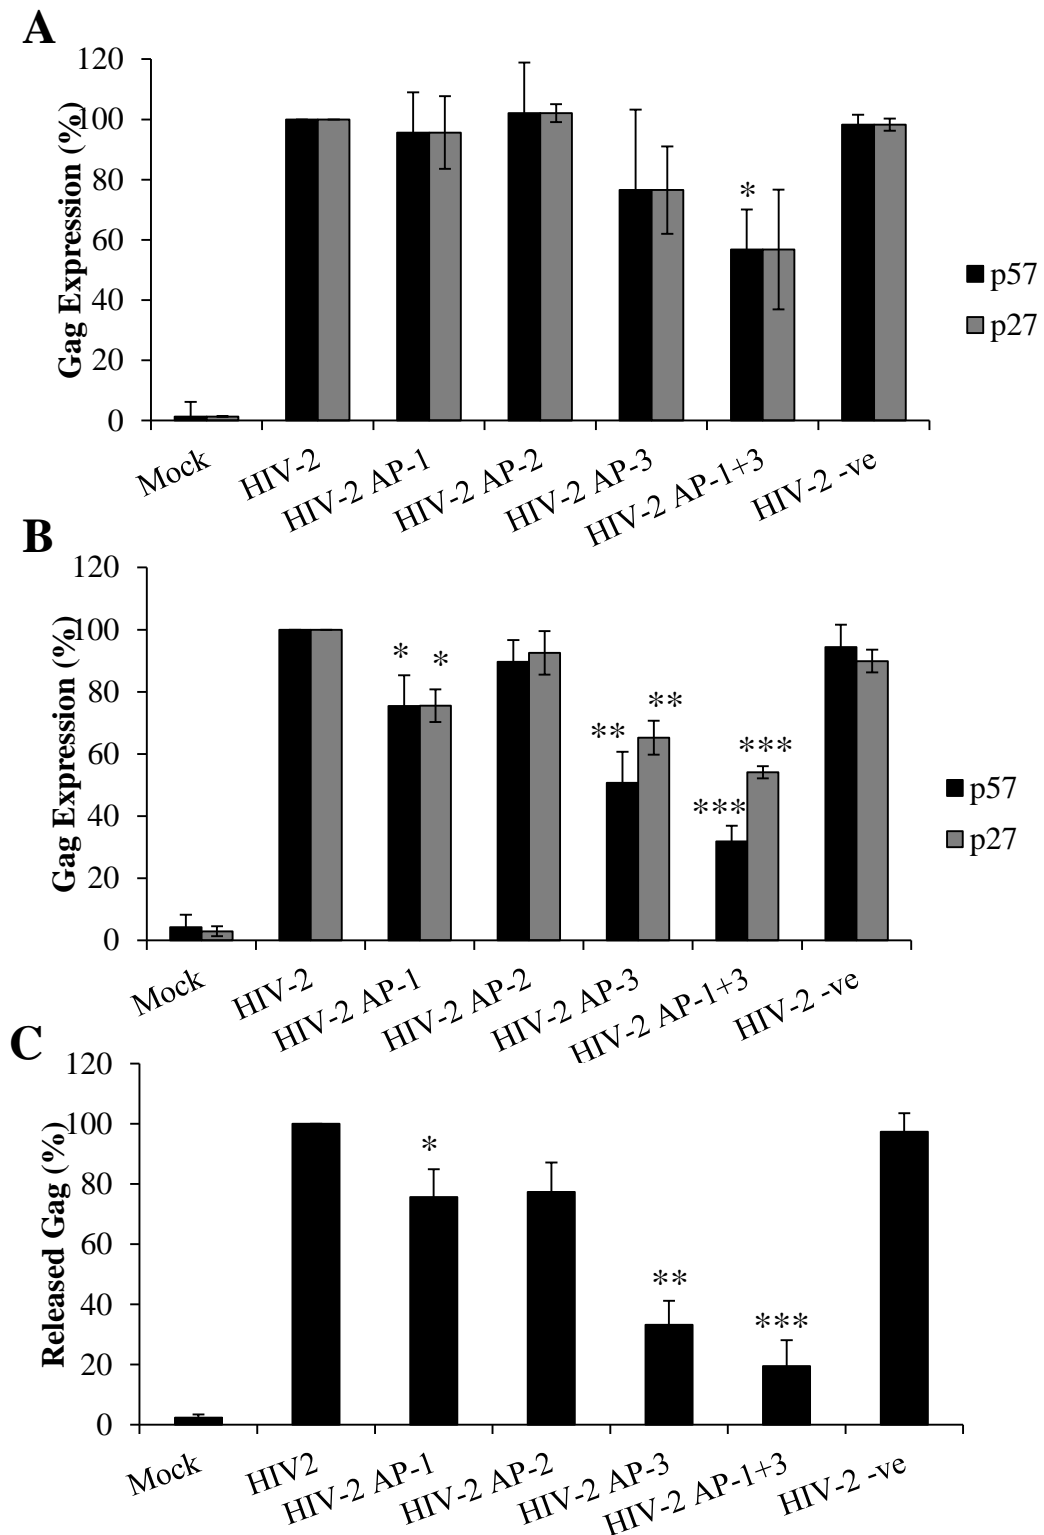 A
Gag Expression (%)
120
100
80
60
40
20
0
*
p57
p27
Mock
HIV-2
HIV-2 AP-1
HIV-2 AP-2
HIV-2 AP-3
HIV-2 AP-1+3
HIV-2 -ve
B
Gag Expression (%)
120
100
80
60
40
20
0
*
*
**
**
***
***
p57
p27
Mock
HIV-2
HIV-2 AP-1
HIV-2 AP-2
HIV-2 AP-3
HIV-2 AP-1+3
HIV-2 -ve
C
Released Gag (%)
120
100
80
60
40
20
0
*
**
***
Mock
HIV2
HIV-2 AP-1
HIV-2 AP-2
HIV-2 AP-3
HIV-2 AP-1+3
HIV-2 -ve